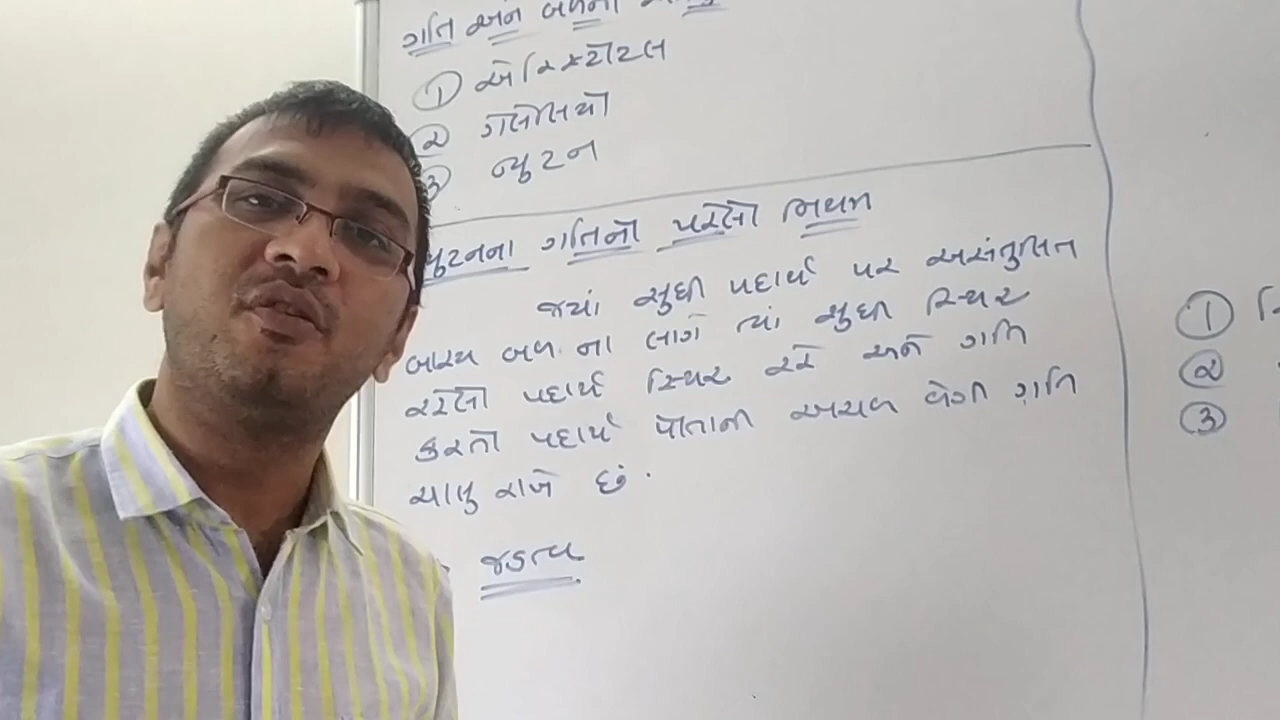 ગતિ અને બળના
① એરિસ્ટોટલ
② ગેલેલિયો
③ ન્યુટન
ન્યુટનના ગતિનો પહેલો નિયમ
જ્યાં સુધી પદાર્થ પર અસંતુલિત
બાહ્ય બળ ના લાગે ત્યાં સુધી સ્થિર
રહેલો પદાર્થ સ્થિર રહે અને ગતિ
કરતો પદાર્થ પોતાની અચળ વેગી ગતિ
ચાલુ રાખે છે.
જડત્વ
①
②
③